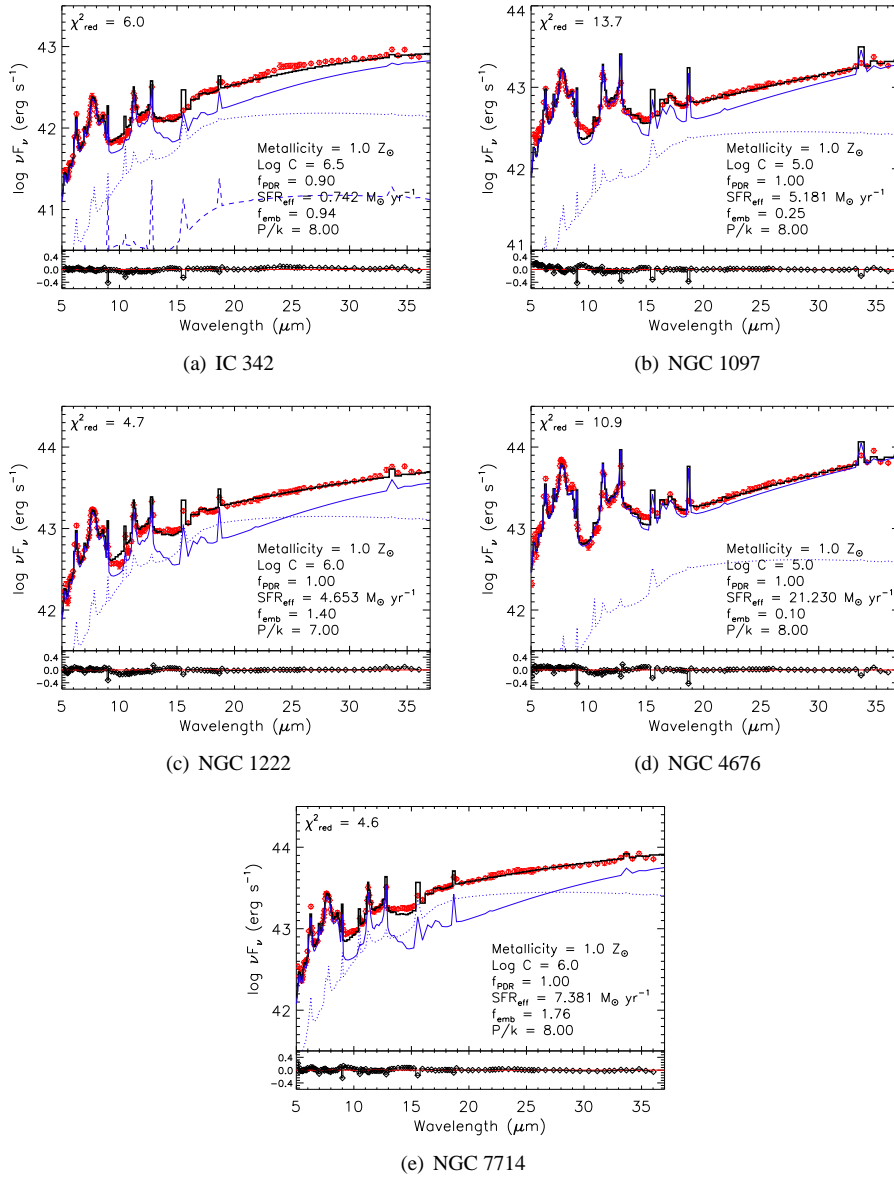 χ²red = 6.0
43
42
41
log νFν (erg s⁻¹)
Metallicity = 1.0 Z⊙
Log C = 6.5
fPDR = 0.90
SFReff = 0.742 M⊙ yr⁻¹
femb = 0.94
P/k = 8.00
0.4
0.0
−0.4
5 10 15 20 25 30 35
Wavelength (μm)
(a) IC 342
χ²red = 13.7
44
43
42
41
log νFν (erg s⁻¹)
Metallicity = 1.0 Z⊙
Log C = 5.0
fPDR = 1.00
SFReff = 5.181 M⊙ yr⁻¹
femb = 0.25
P/k = 8.00
0.4
0.0
−0.4
5 10 15 20 25 30 35
Wavelength (μm)
(b) NGC 1097
χ²red = 4.7
44
43
42
log νFν (erg s⁻¹)
Metallicity = 1.0 Z⊙
Log C = 6.0
fPDR = 1.00
SFReff = 4.653 M⊙ yr⁻¹
femb = 1.40
P/k = 7.00
0.4
0.0
−0.4
5 10 15 20 25 30 35
Wavelength (μm)
(c) NGC 1222
χ²red = 10.9
44
43
42
log νFν (erg s⁻¹)
Metallicity = 1.0 Z⊙
Log C = 5.0
fPDR = 1.00
SFReff = 21.230 M⊙ yr⁻¹
femb = 0.10
P/k = 8.00
0.4
0.0
−0.4
5 10 15 20 25 30 35
Wavelength (μm)
(d) NGC 4676
χ²red = 4.6
44
43
42
log νFν (erg s⁻¹)
Metallicity = 1.0 Z⊙
Log C = 6.0
fPDR = 1.00
SFReff = 7.381 M⊙ yr⁻¹
femb = 1.76
P/k = 8.00
0.4
0.0
−0.4
5 10 15 20 25 30 35
Wavelength (μm)
(e) NGC 7714